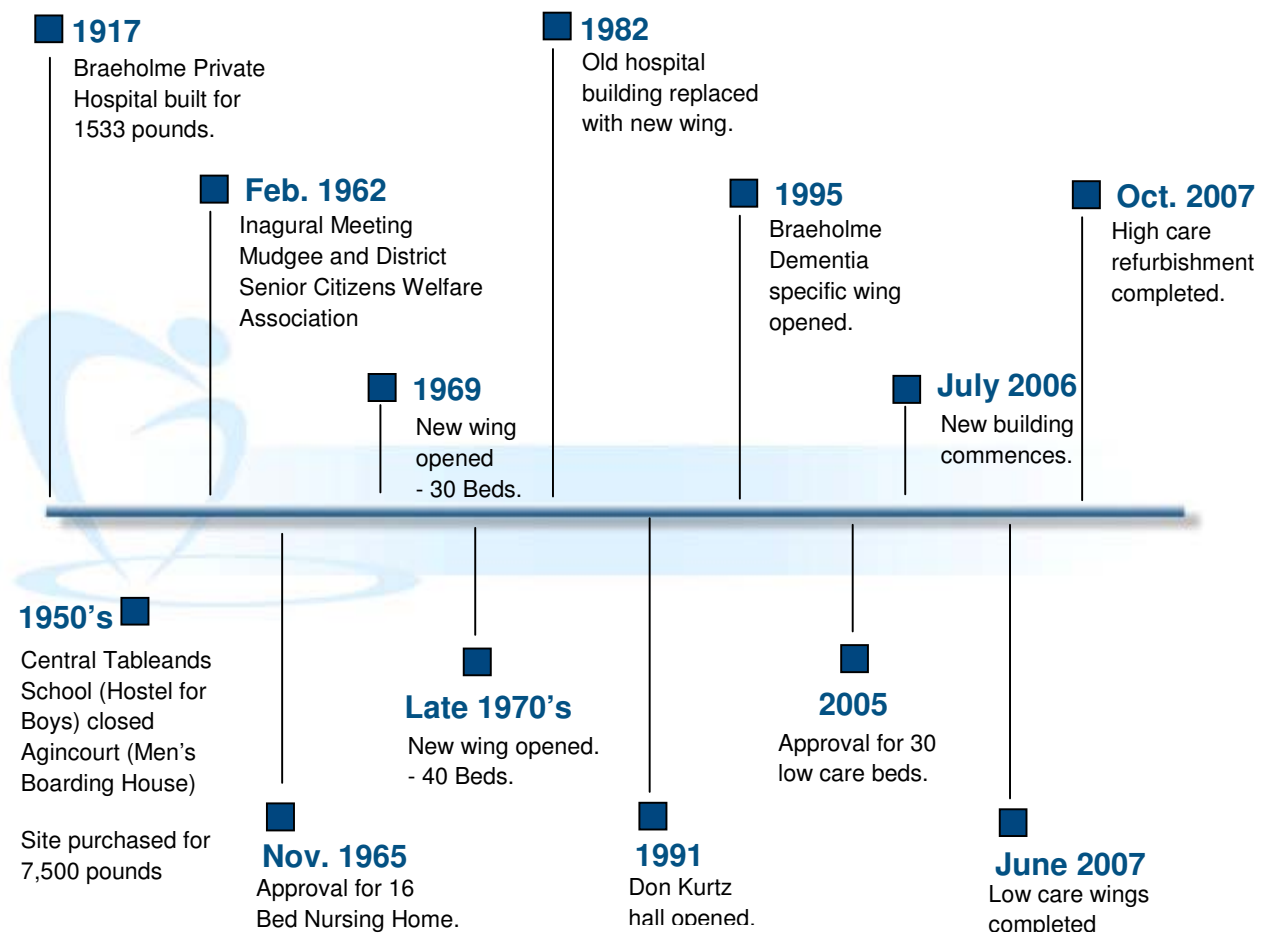 1917
Braeholme Private
Hospital built for
1533 pounds.
1982
Old hospital
building replaced
with new wing.
Feb. 1962
Inagural Meeting
Mudgee and District
Senior Citizens Welfare
Association
1995
Braeholme
Dementia
specific wing
opened.
Oct. 2007
High care
refurbishment
completed.
1969
New wing
opened
- 30 Beds.
July 2006
New building
commences.
1950's
Central Tableands
School (Hostel for
Boys) closed
Agincourt (Men's
Boarding House)
Site purchased for
7,500 pounds
Nov. 1965
Approval for 16
Bed Nursing Home.
Late 1970's
New wing opened.
- 40 Beds.
1991
Don Kurtz
hall opened.
2005
Approval for 30
low care beds.
June 2007
Low care wings
completed